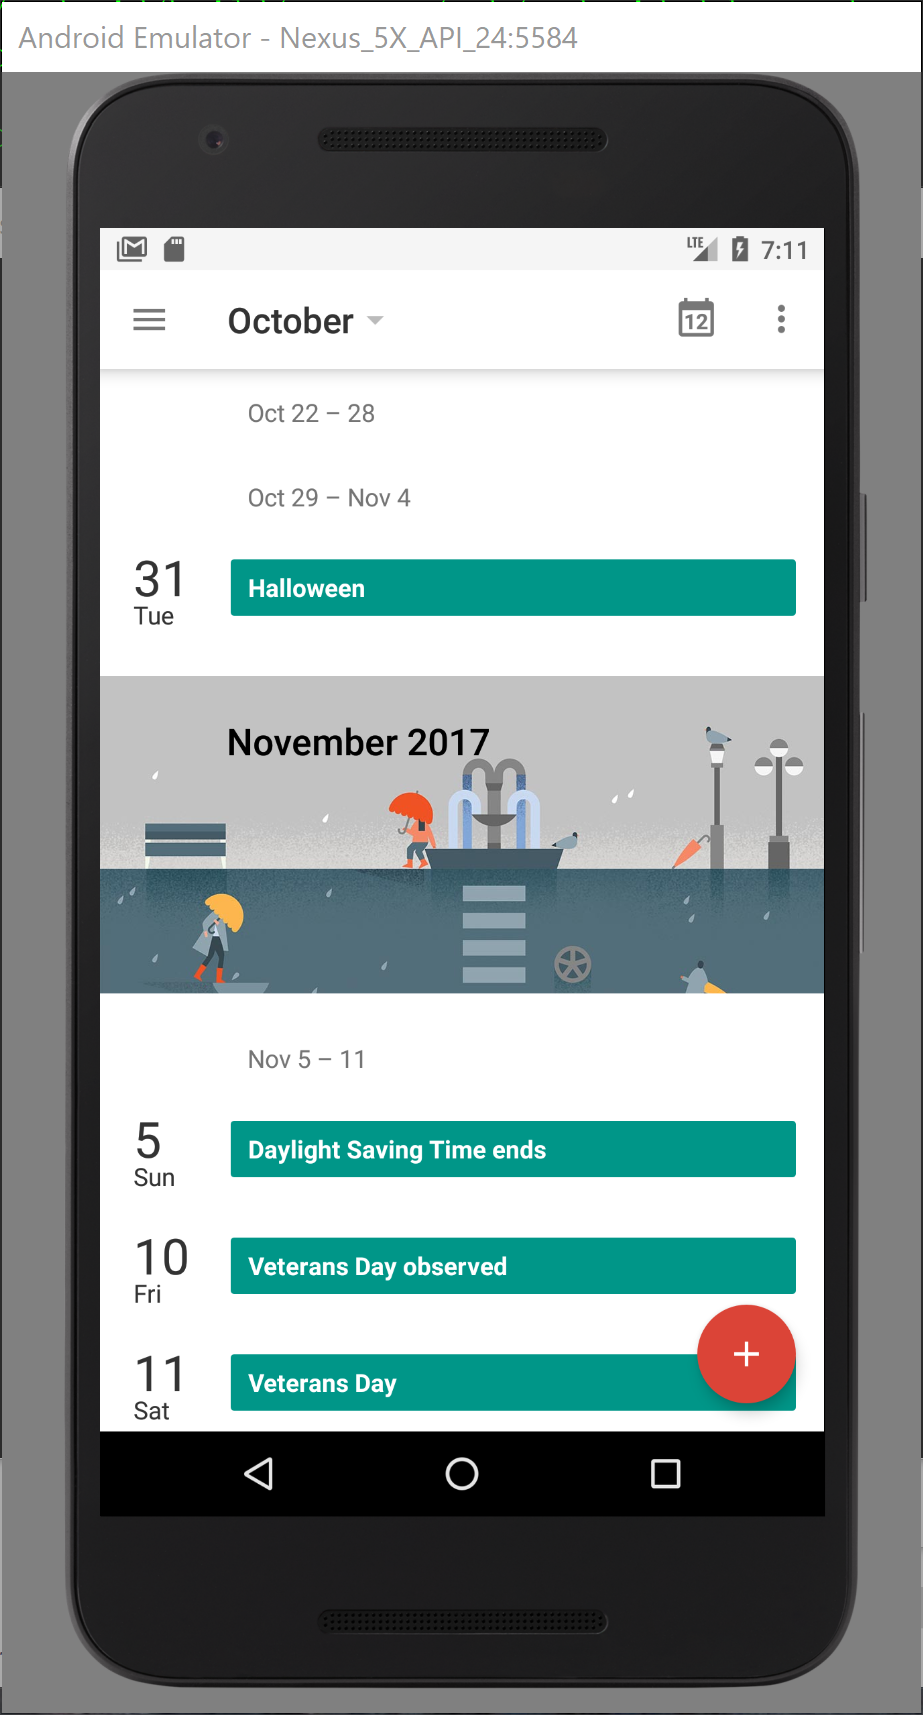 Android Emulator - Nexus_5X_API_24:5584
LTE 7:11
October 12
Oct 22 – 28
Oct 29 – Nov 4
31 Halloween
Tue
November 2017
Nov 5 – 11
5 Daylight Saving Time ends
Sun
10 Veterans Day observed
Fri
11 Veterans Day
Sat